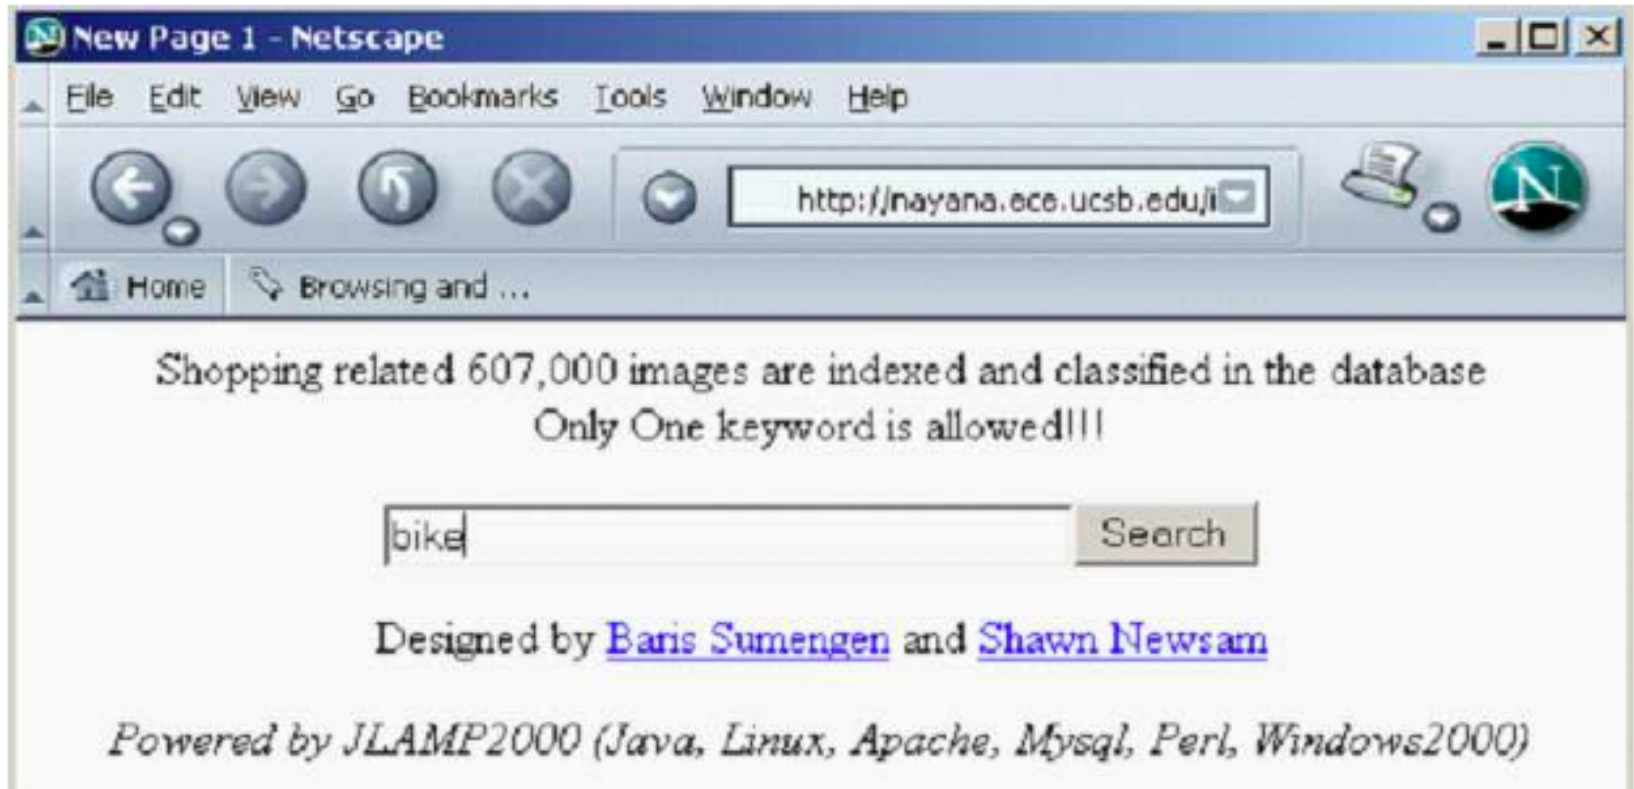 New Page 1 - Netscape
File Edit View Go Bookmarks Tools Window Help
http://nayana.ece.ucsb.edu/i
N
Home Browsing and ...
Shopping related 607,000 images are indexed and classified in the database
Only One keyword is allowed!!!
bike Search
Designed by Baris Sumengen and Shawn Newsam
Powered by JLAMP2000 (Java, Linux, Apache, Mysql, Perl, Windows2000)